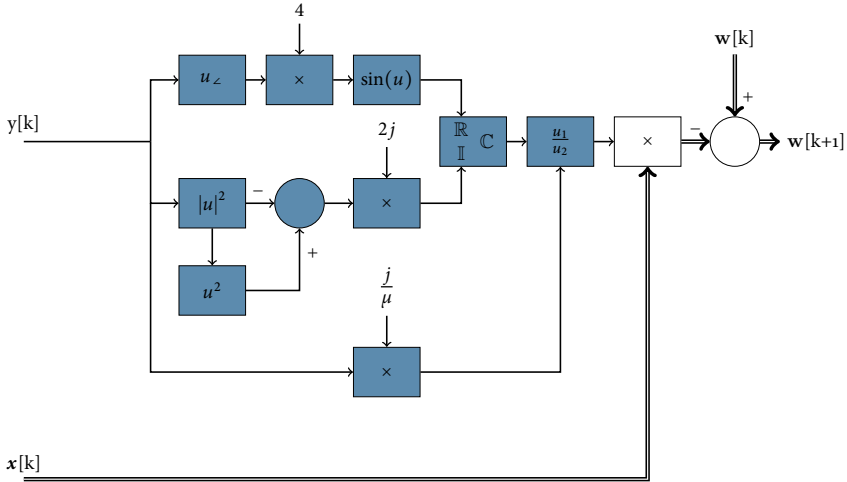 4
w[k]
u∠
×
sin(u)
+
y[k]
2j
ℝ
𝕀
ℂ
u₁
u₂
×
−
w[k+1]
|u|²
−
×
+
u²
j
μ
×
x[k]